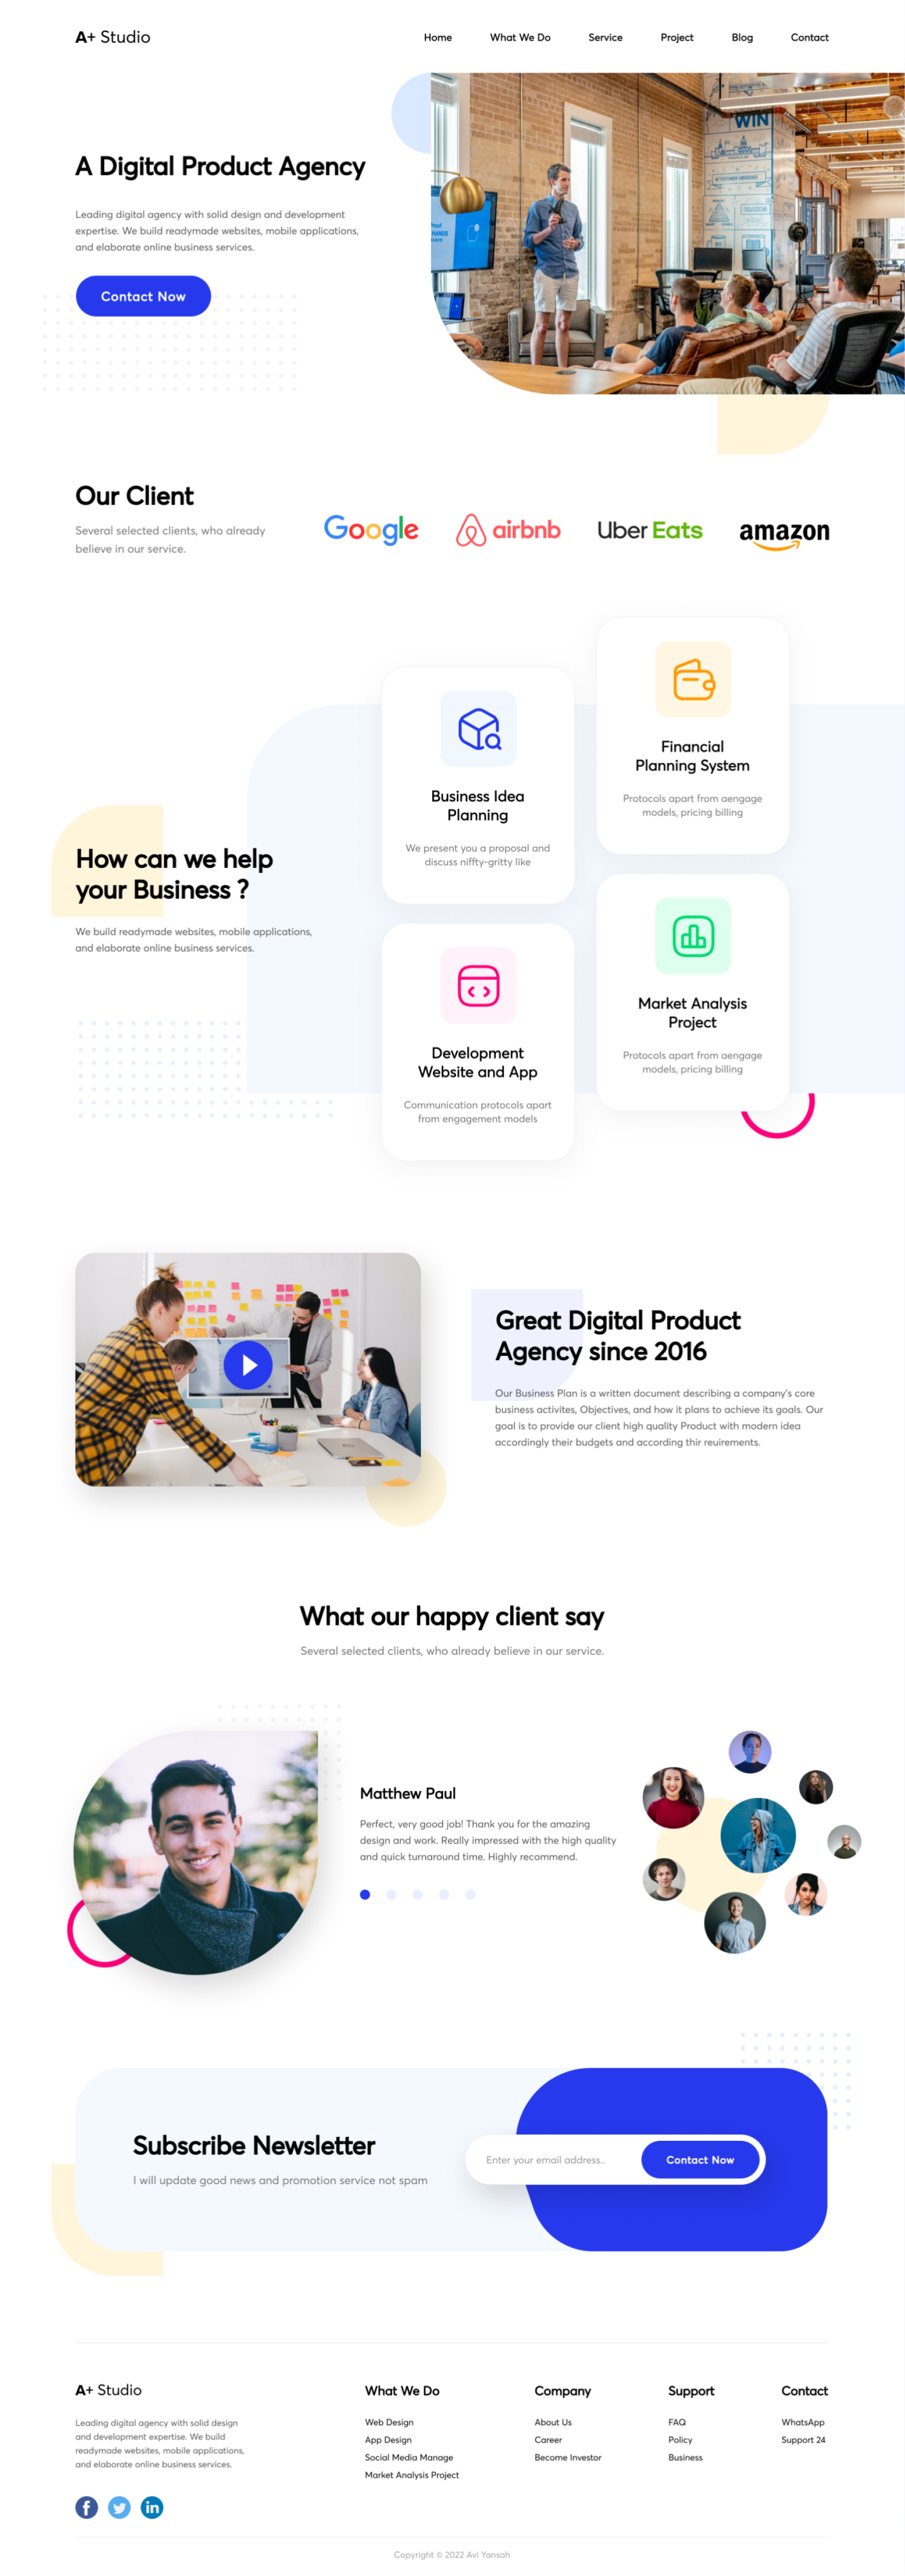 A+ Studio
Home What We Do Service Project Blog Contact
WIN
A Digital Product Agency
Leading digital agency with solid design and development
expertise. We build readymade websites, mobile applications,
and elaborate online business services.
Contact Now
Our Client
Several selected clients, who already
believe in our service.
Google airbnb Uber Eats amazon
Business Idea
Planning
We present you a proposal and
discuss niffty-gritty like
Financial
Planning System
Protocols apart from aengage
models, pricing billing
How can we help
your Business ?
We build readymade websites, mobile applications,
and elaborate online business services.
Development
Website and App
Communication protocols apart
from engagement models
Market Analysis
Project
Protocols apart from aengage
models, pricing billing
Great Digital Product
Agency since 2016
Our Business Plan is a written document describing a company's core
business activites, Objectives, and how it plans to achieve its goals. Our
goal is to provide our client high quality Product with modern idea
accordingly their budgets and according thir reuirements.
What our happy client say
Several selected clients, who already believe in our service.
Matthew Paul
Perfect, very good job! Thank you for the amazing
design and work. Really impressed with the high quality
and quick turnaround time. Highly recommend.
Subscribe Newsletter
I will update good news and promotion service not spam
Enter your email address..
Contact Now
A+ Studio
Leading digital agency with solid design
and development expertise. We build
readymade websites, mobile applications,
and elaborate online business services.
What We Do
Web Design
App Design
Social Media Manage
Market Analysis Project
Company
About Us
Career
Become Investor
Support
FAQ
Policy
Business
Contact
WhatsApp
Support 24
Copyright © 2022 Avi Yansah